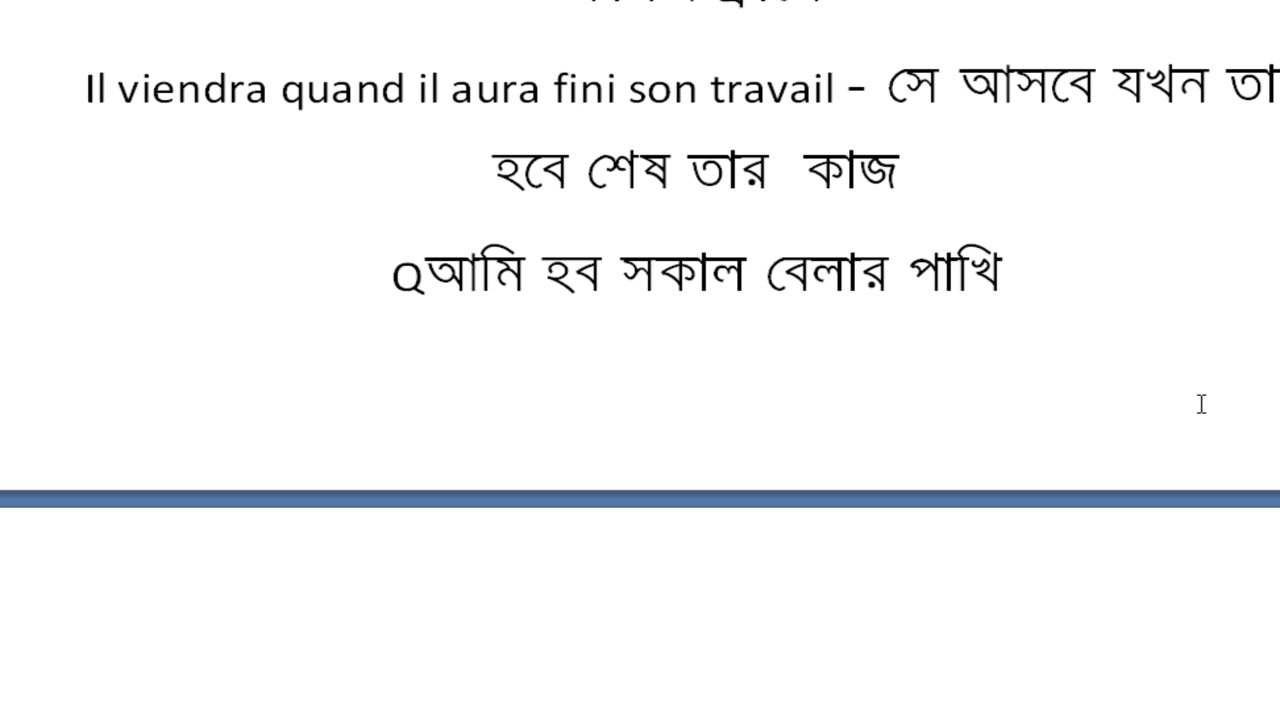 Il viendra quand il aura fini son travail – সে আসবে যখন
হবে শেষ তার কাজ
Qআমি হব সকাল বেলার পাখি